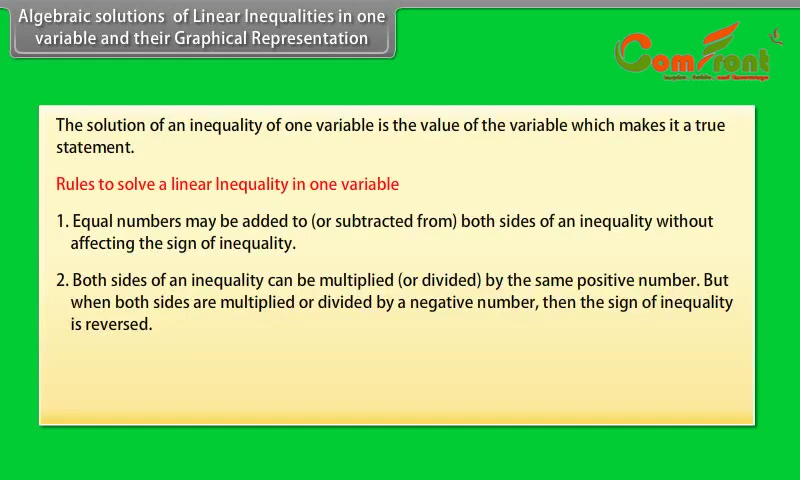 Algebraic solutions of Linear Inequalities in one
variable and their Graphical Representation
ComFront
The solution of an inequality of one variable is the value of the variable which makes it a true
statement.
Rules to solve a linear Inequality in one variable
1. Equal numbers may be added to (or subtracted from) both sides of an inequality without
affecting the sign of inequality.
2. Both sides of an inequality can be multiplied (or divided) by the same positive number. But
when both sides are multiplied or divided by a negative number, then the sign of inequality
is reversed.